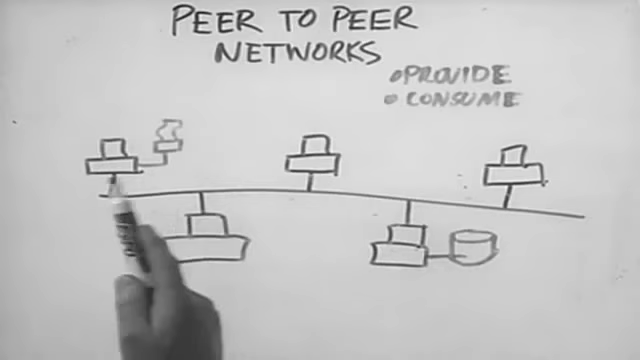 PEER TO PEER
NETWORKS
• PROVIDE
• CONSUME